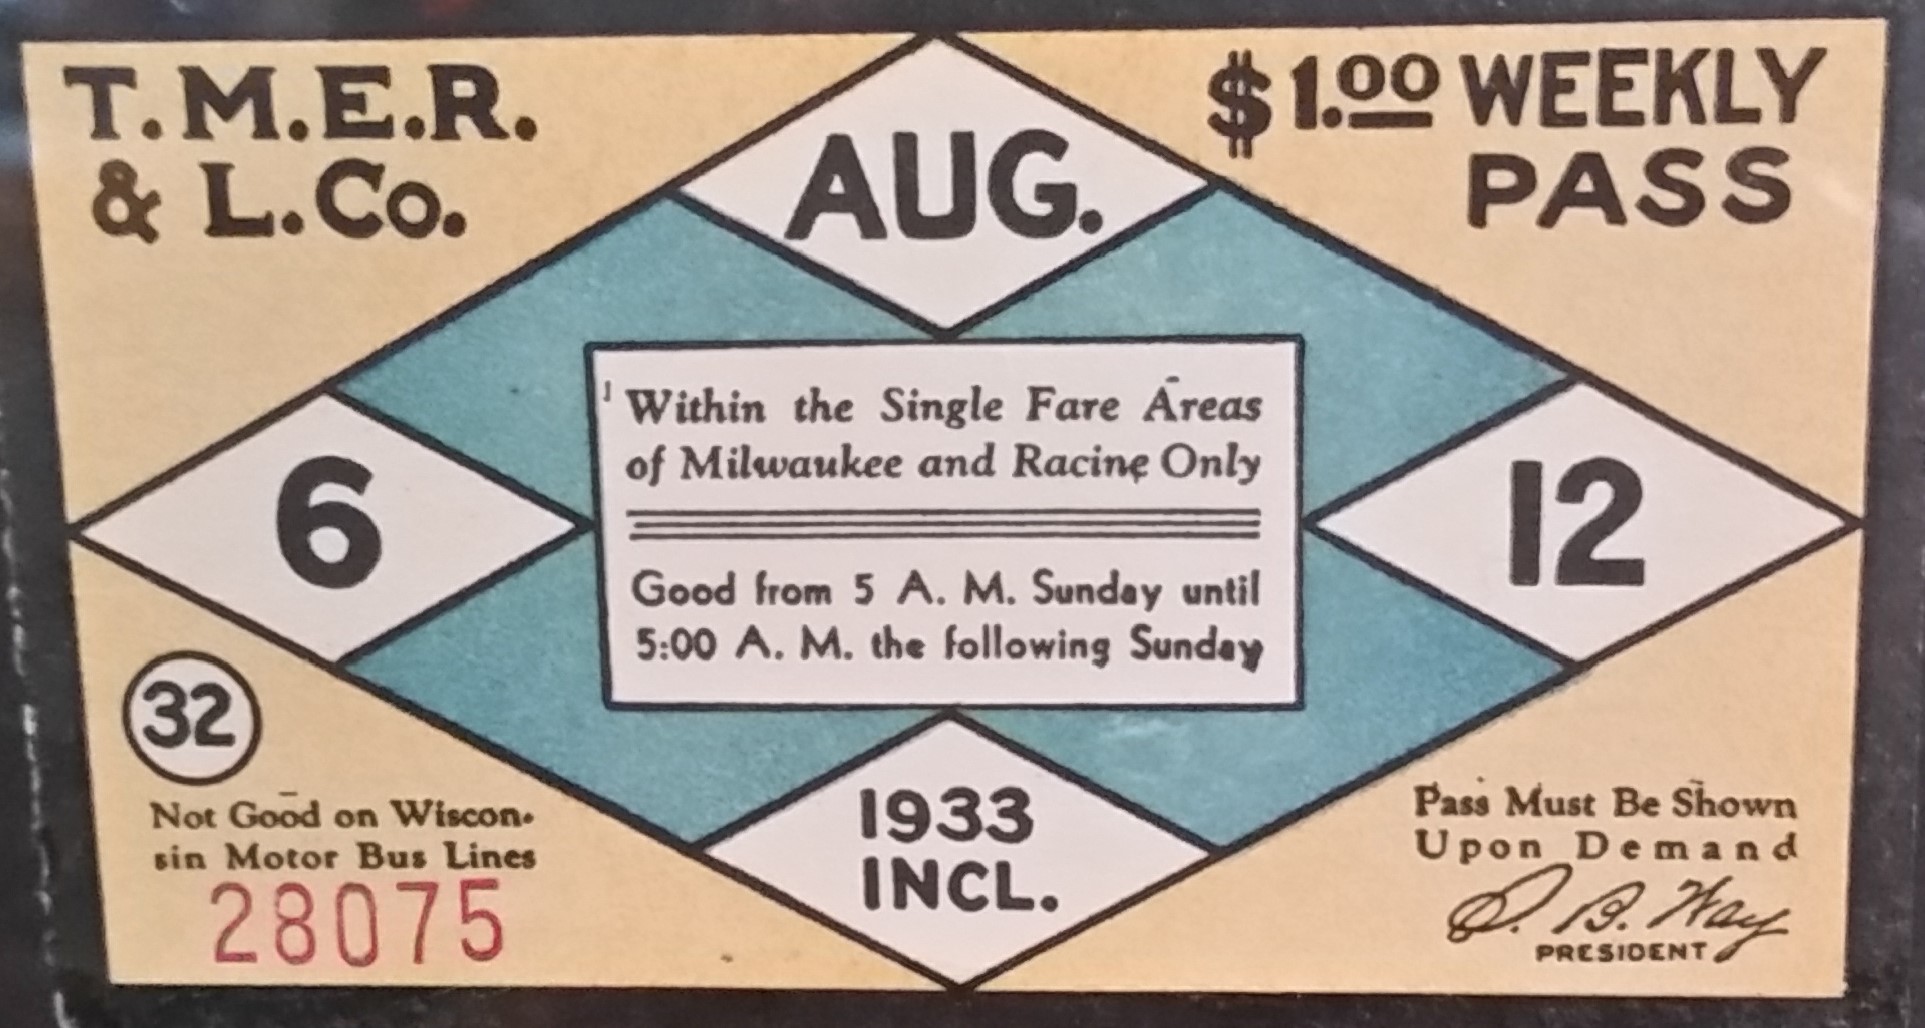 T.M.E.R.
& L.Co.
AUG.
$1.00 WEEKLY
PASS
6
Within the Single Fare Areas
of Milwaukee and Racine Only
Good from 5 A. M. Sunday until
5:00 A. M. the following Sunday
12
32
Not Good on Wiscon-
sin Motor Bus Lines
28075
1933
INCL.
Pass Must Be Shown
Upon Demand
S. B. Way
PRESIDENT